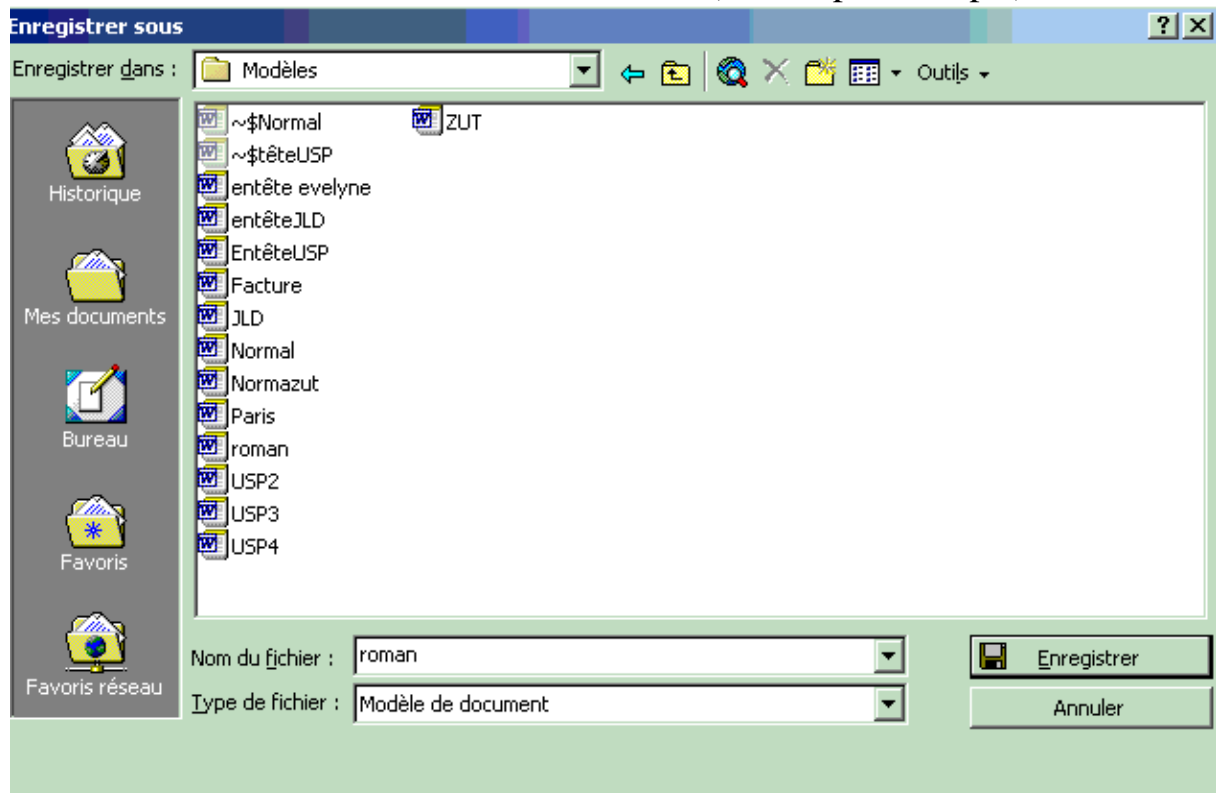 Enregistrer sous
Enregistrer dans : Modèles Outils
Historique
Mes documents
Bureau
Favoris
Favoris réseau
~$Normal
~$têteUSP
entête evelyne
entêteJLD
EntêteUSP
Facture
JLD
Normal
Normazut
Paris
roman
USP2
USP3
USP4
ZUT
Nom du fichier : roman Enregistrer
Type de fichier : Modèle de document Annuler